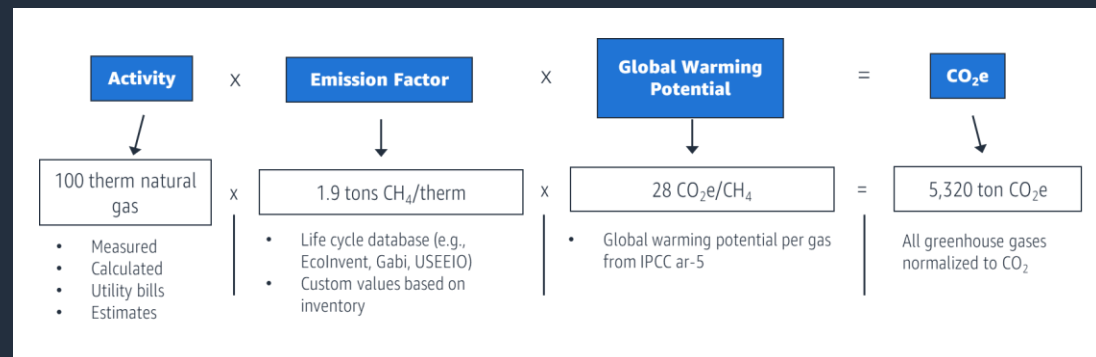 Activity x Emission Factor x Global Warming Potential = CO₂e
100 therm natural gas x 1.9 tons CH₄/therm x 28 CO₂e/CH₄ = 5,320 ton CO₂e
• Measured
• Calculated
• Utility bills
• Estimates
• Life cycle database (e.g.,
EcoInvent, Gabi, USEEIO)
• Custom values based on
inventory
• Global warming potential per gas
from IPCC ar-5
All greenhouse gases
normalized to CO₂